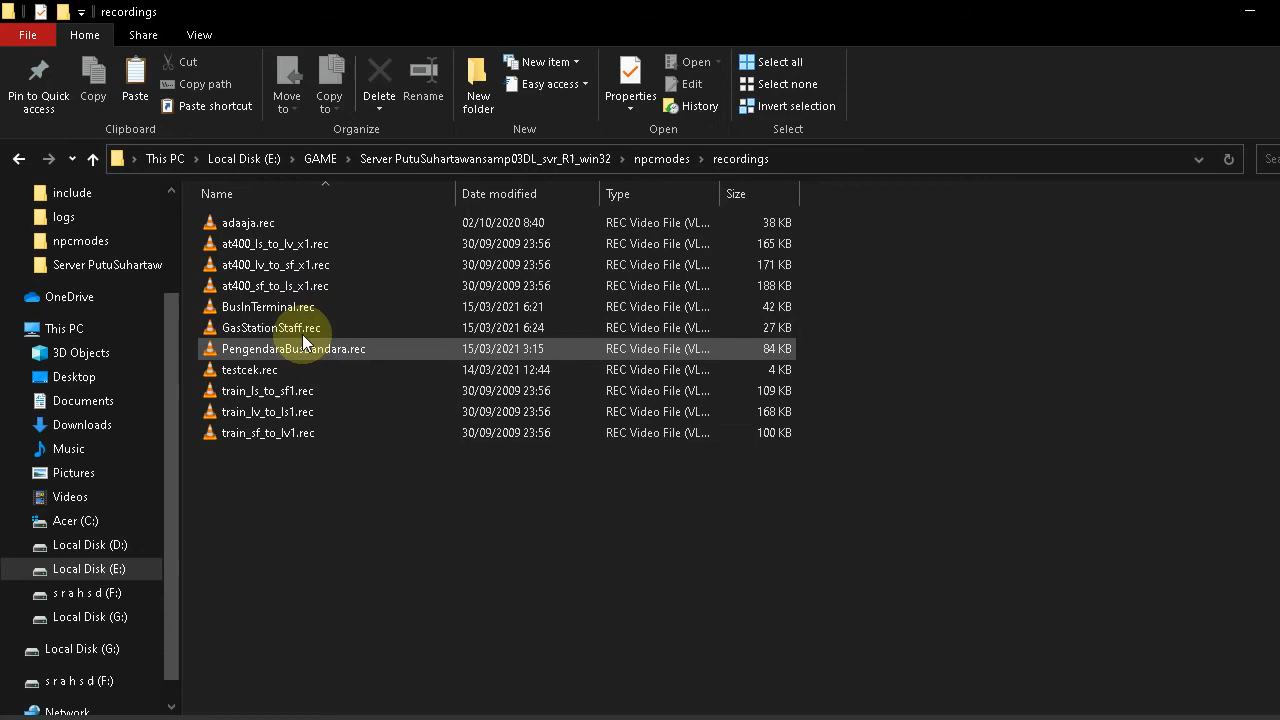 recordings
File Home Share View
Pin to Quick access
Copy
Paste
Cut
Copy path
Paste shortcut
Clipboard
Move to
Copy to
Delete
Rename
Organize
New folder
New item
Easy access
New
Properties
Open
Edit
History
Open
Select all
Select none
Invert selection
Select
This PC > Local Disk (E:) > GAME > Server PutuSuhartawansamp03DL_svr_R1_win32 > npcmodes > recordings
Sea
include
logs
npcmodes
Server PutuSuhartaw
OneDrive
This PC
3D Objects
Desktop
Documents
Downloads
Music
Pictures
Videos
Acer (C:)
Local Disk (D:)
Local Disk (E:)
s r a h s d (F:)
Local Disk (G:)
Local Disk (G:)
s r a h s d (F:)
Network
Name Date modified Type Size
adaaja.rec 02/10/2020 8:40 REC Video File (VL... 38 KB
at400_ls_to_lv_x1.rec 30/09/2009 23:56 REC Video File (VL... 165 KB
at400_lv_to_sf_x1.rec 30/09/2009 23:56 REC Video File (VL... 171 KB
at400_sf_to_ls_x1.rec 30/09/2009 23:56 REC Video File (VL... 188 KB
BusInTerminal.rec 15/03/2021 6:21 REC Video File (VL... 42 KB
GasStationStaff.rec 15/03/2021 6:24 REC Video File (VL... 27 KB
PengendaraBusBandara.rec 15/03/2021 3:15 REC Video File (VL... 84 KB
testcek.rec 14/03/2021 12:44 REC Video File (VL... 4 KB
train_ls_to_sf1.rec 30/09/2009 23:56 REC Video File (VL... 109 KB
train_lv_to_ls1.rec 30/09/2009 23:56 REC Video File (VL... 168 KB
train_sf_to_lv1.rec 30/09/2009 23:56 REC Video File (VL... 100 KB